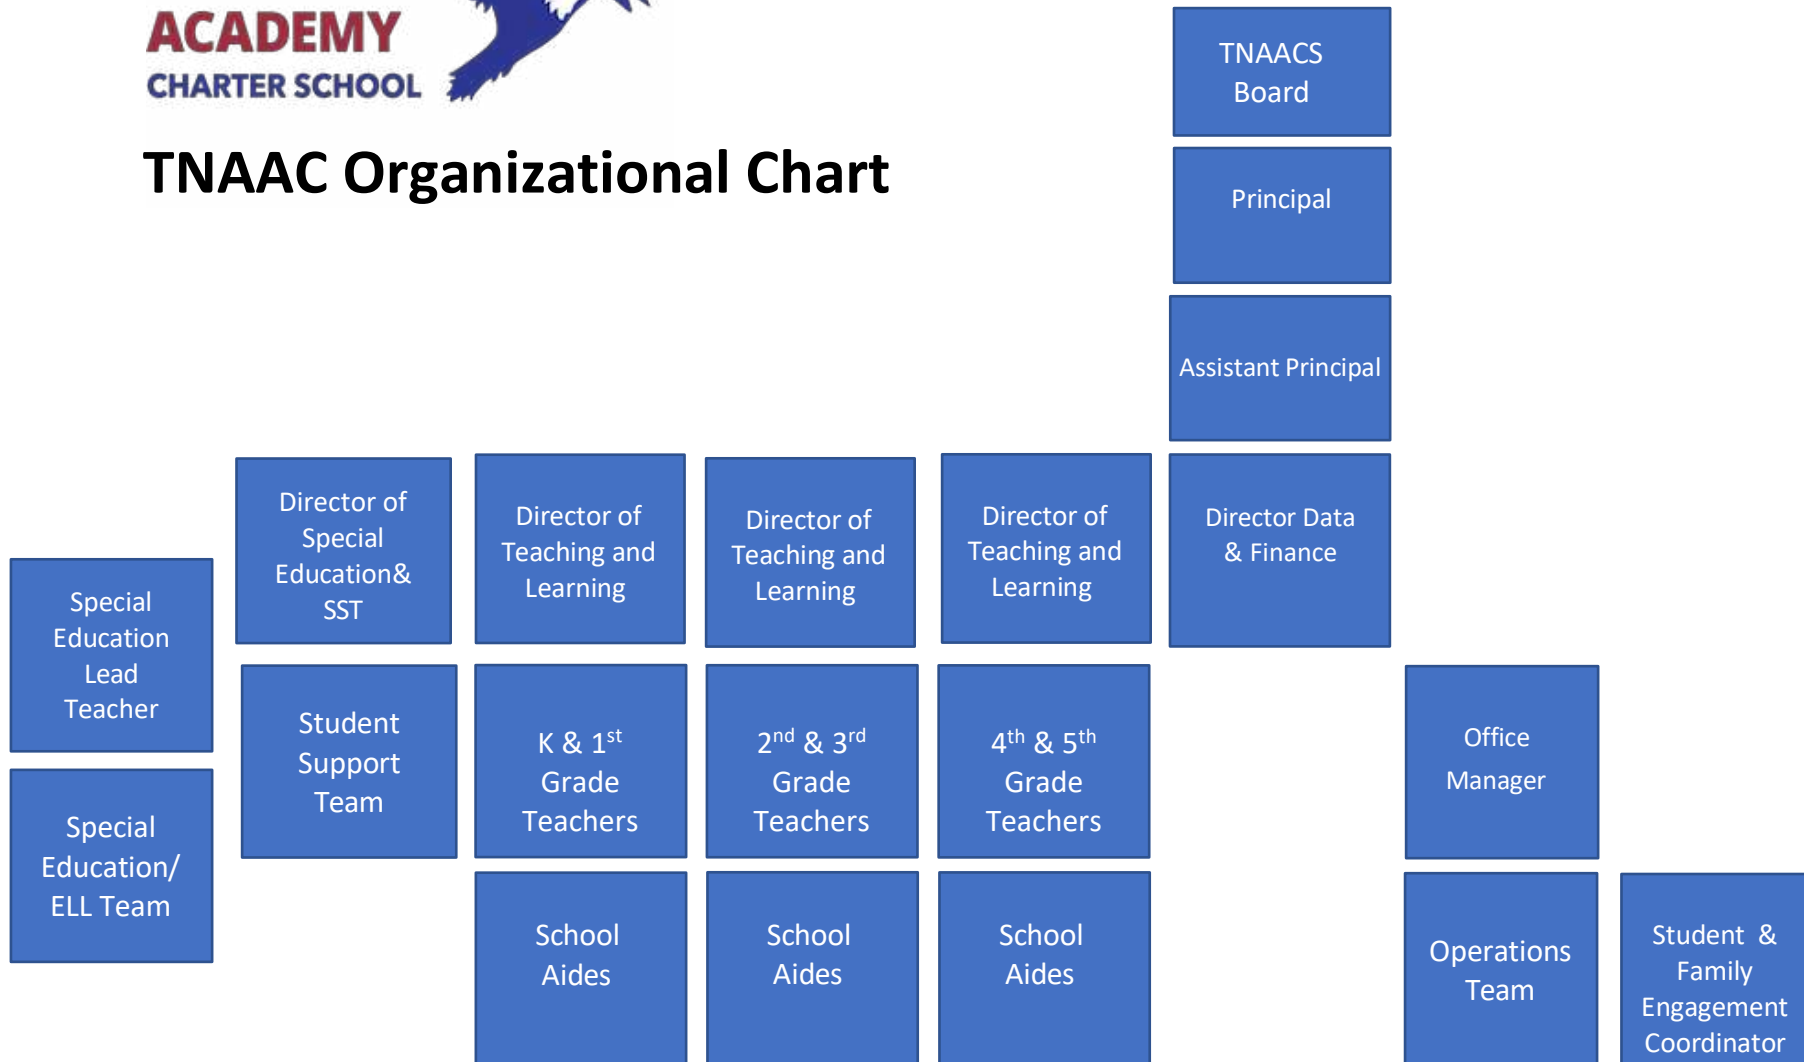 ACADEMY
CHARTER SCHOOL
TNAAC Organizational Chart
TNAACS
Board
Principal
Assistant Principal
Director of
Special
Education&
SST
Director of
Teaching and
Learning
Director of
Teaching and
Learning
Director of
Teaching and
Learning
Director Data
& Finance
Special
Education
Lead
Teacher
Student
Support
Team
K & 1st
Grade
Teachers
2nd & 3rd
Grade
Teachers
4th & 5th
Grade
Teachers
Office
Manager
Special
Education/
ELL Team
School
Aides
School
Aides
School
Aides
Operations
Team
Student & 
Family
Engagement
Coordinator